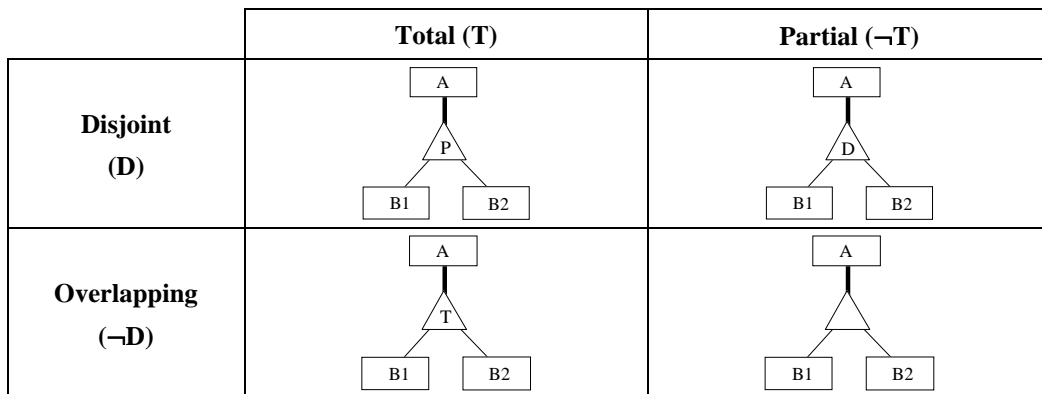 Total (T)
Partial (¬T)
Disjoint
(D)
A
P
B1
B2
A
D
B1
B2
Overlapping
(¬D)
A
T
B1
B2
A
B1
B2